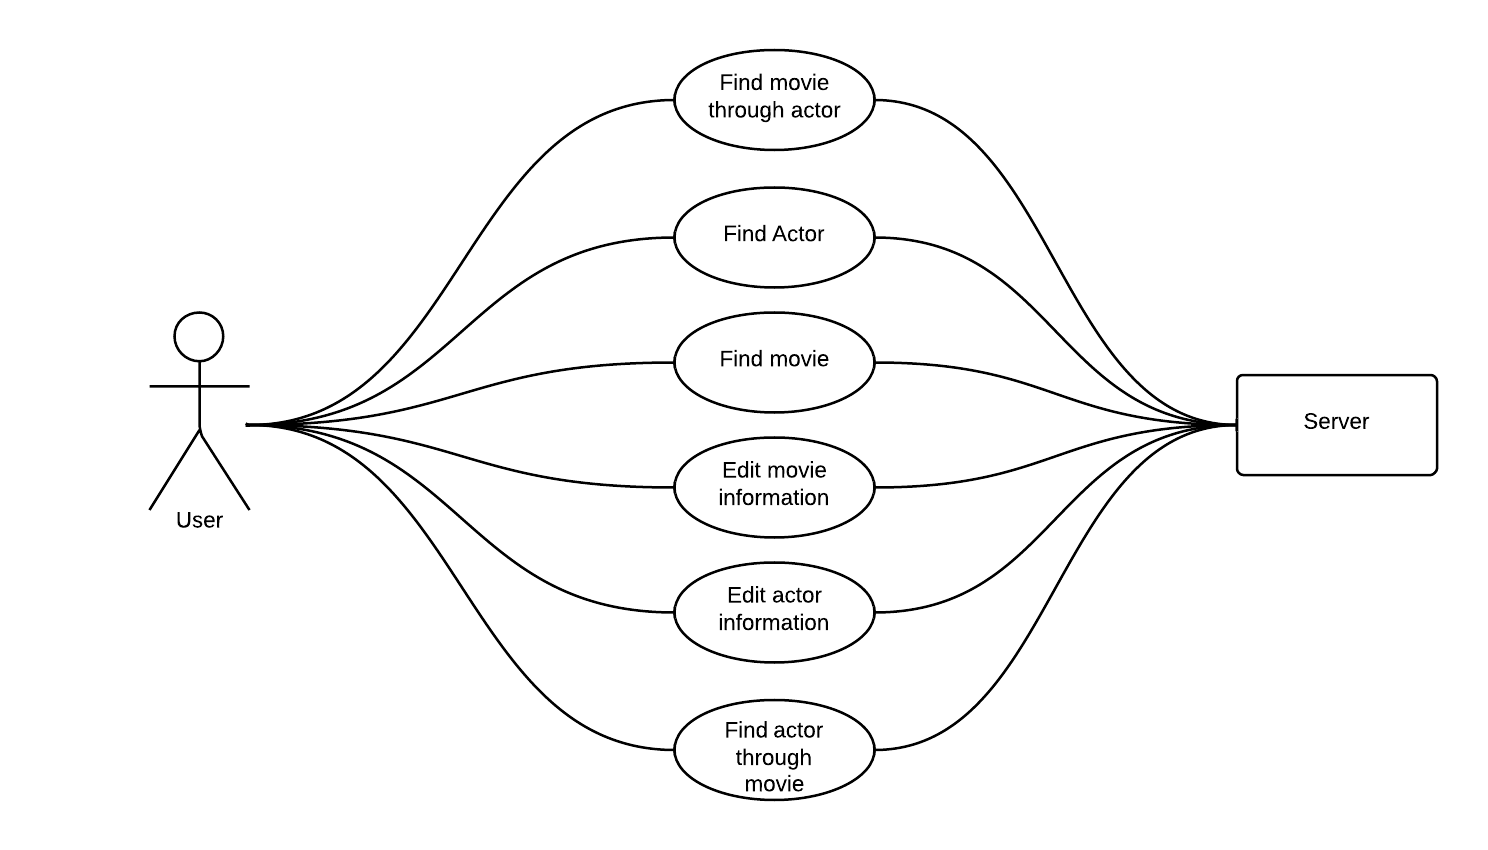 Find movie
through actor
Find Actor
Find movie
Edit movie
information
Edit actor
information
Find actor
through
movie
User
Server